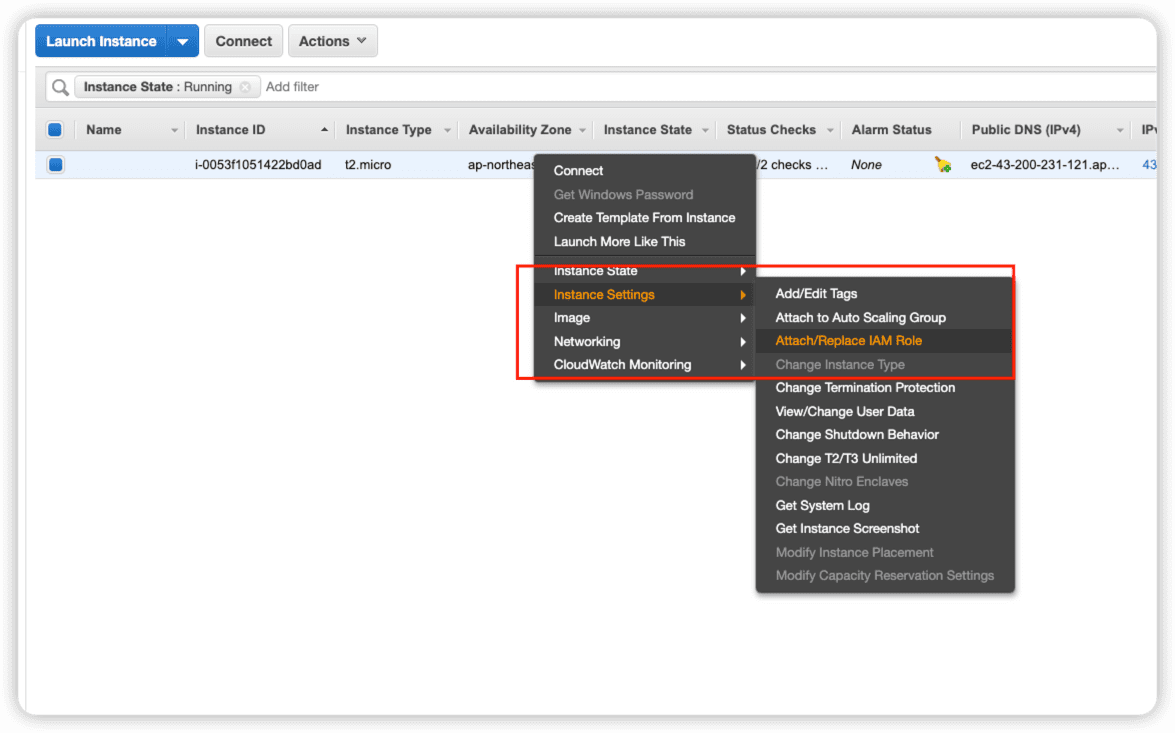 Launch Instance Connect Actions
Instance State : Running Add filter
Name Instance ID Instance Type Availability Zone Instance State Status Checks Alarm Status Public DNS (IPv4)
i-0053f1051422bd0ad t2.micro ap-northeas /2 checks ... None ec2-43-200-231-121.ap... 43
Connect
Get Windows Password
Create Template From Instance
Launch More Like This
Instance State
Instance Settings
Image
Networking
CloudWatch Monitoring
Add/Edit Tags
Attach to Auto Scaling Group
Attach/Replace IAM Role
Change Instance Type
Change Termination Protection
View/Change User Data
Change Shutdown Behavior
Change T2/T3 Unlimited
Change Nitro Enclaves
Get System Log
Get Instance Screenshot
Modify Instance Placement
Modify Capacity Reservation Settings